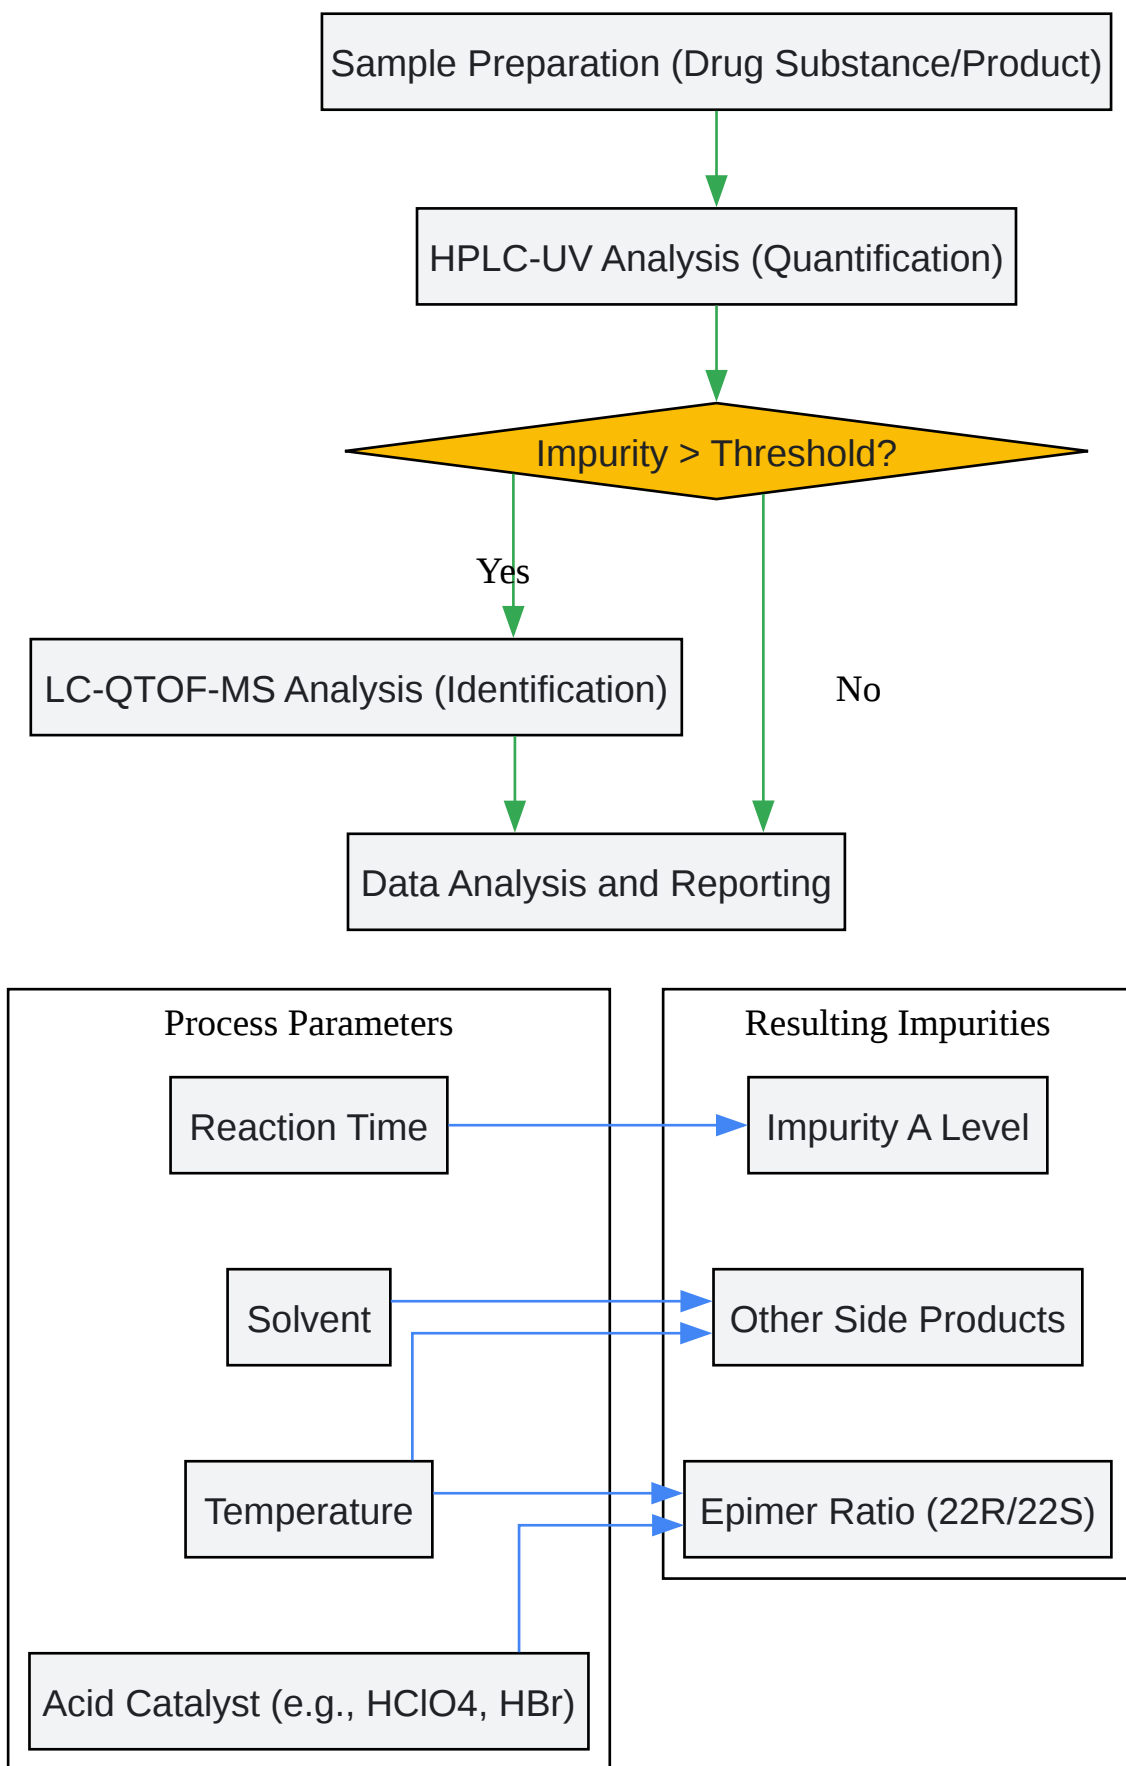 Sample Preparation (Drug Substance/Product)
HPLC-UV Analysis (Quantification)
Impurity > Threshold?
Yes
LC-QTOF-MS Analysis (Identification)
No
Data Analysis and Reporting
Process Parameters
Resulting Impurities
Reaction Time
Impurity A Level
Solvent
Other Side Products
Temperature
Epimer Ratio (22R/22S)
Acid Catalyst (e.g., HClO4, HBr)